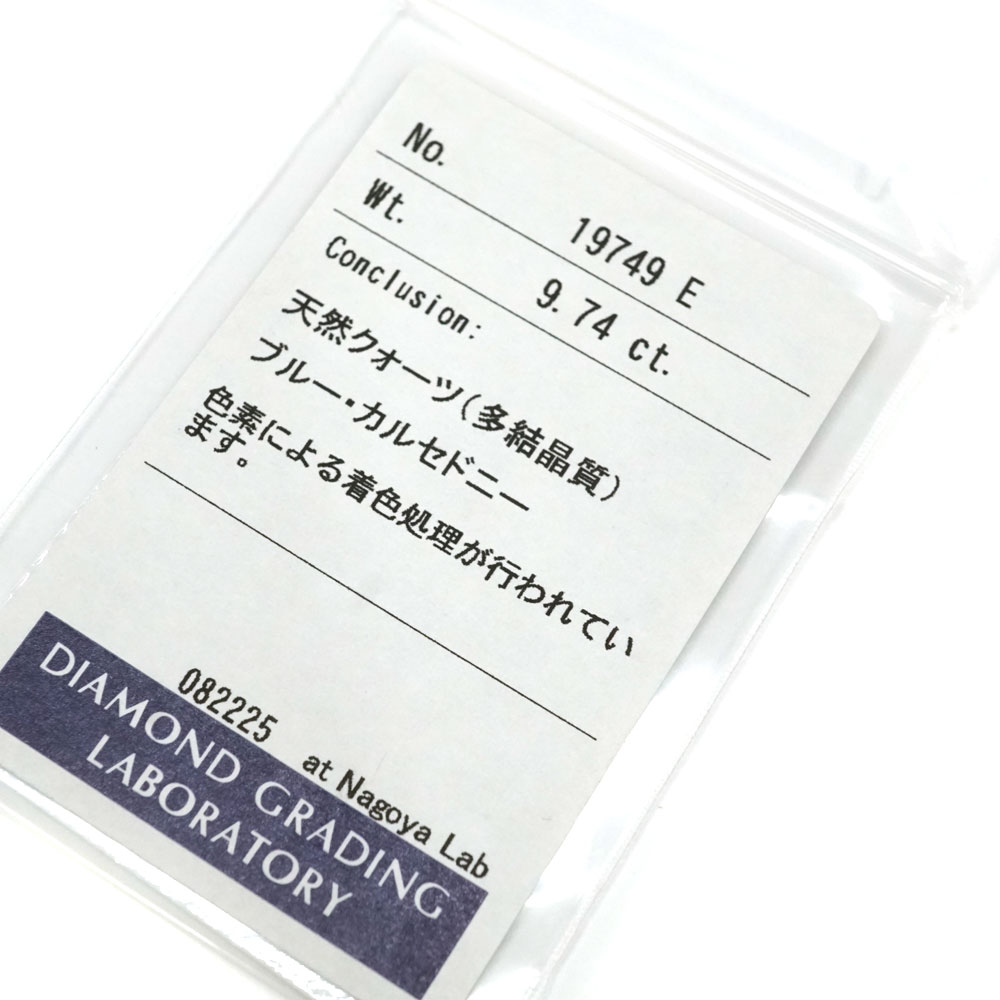 No. 19749 E
Wt. 9.74 ct.
Conclusion:
天然クォーツ(多結晶質)
ブルー・カルセドニー
色素による着色処理が行われてい
ます。
082225 at Nagoya Lab
DIAMOND GRADING
LABORATORY